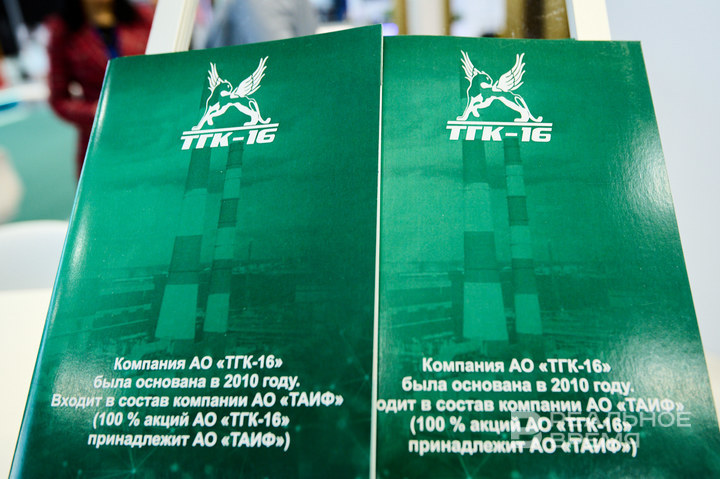 ТГК-16
Компания АО «ТГК-16»
была основана в 2010 году.
Входит в состав компании АО «ТАИФ»
(100 % акций АО «ТГК-16»
принадлежит АО «ТАИФ»)
ТГК-16
Компания АО «ТГК-16»
была основана в 2010 году.
одит в состав компании АО «ТАИФ»
(100 % акций АО «ТГК-16»
принадлежит АО «ТАИФ»)
РЕАЛЬНОЕ
ВРЕМЯ